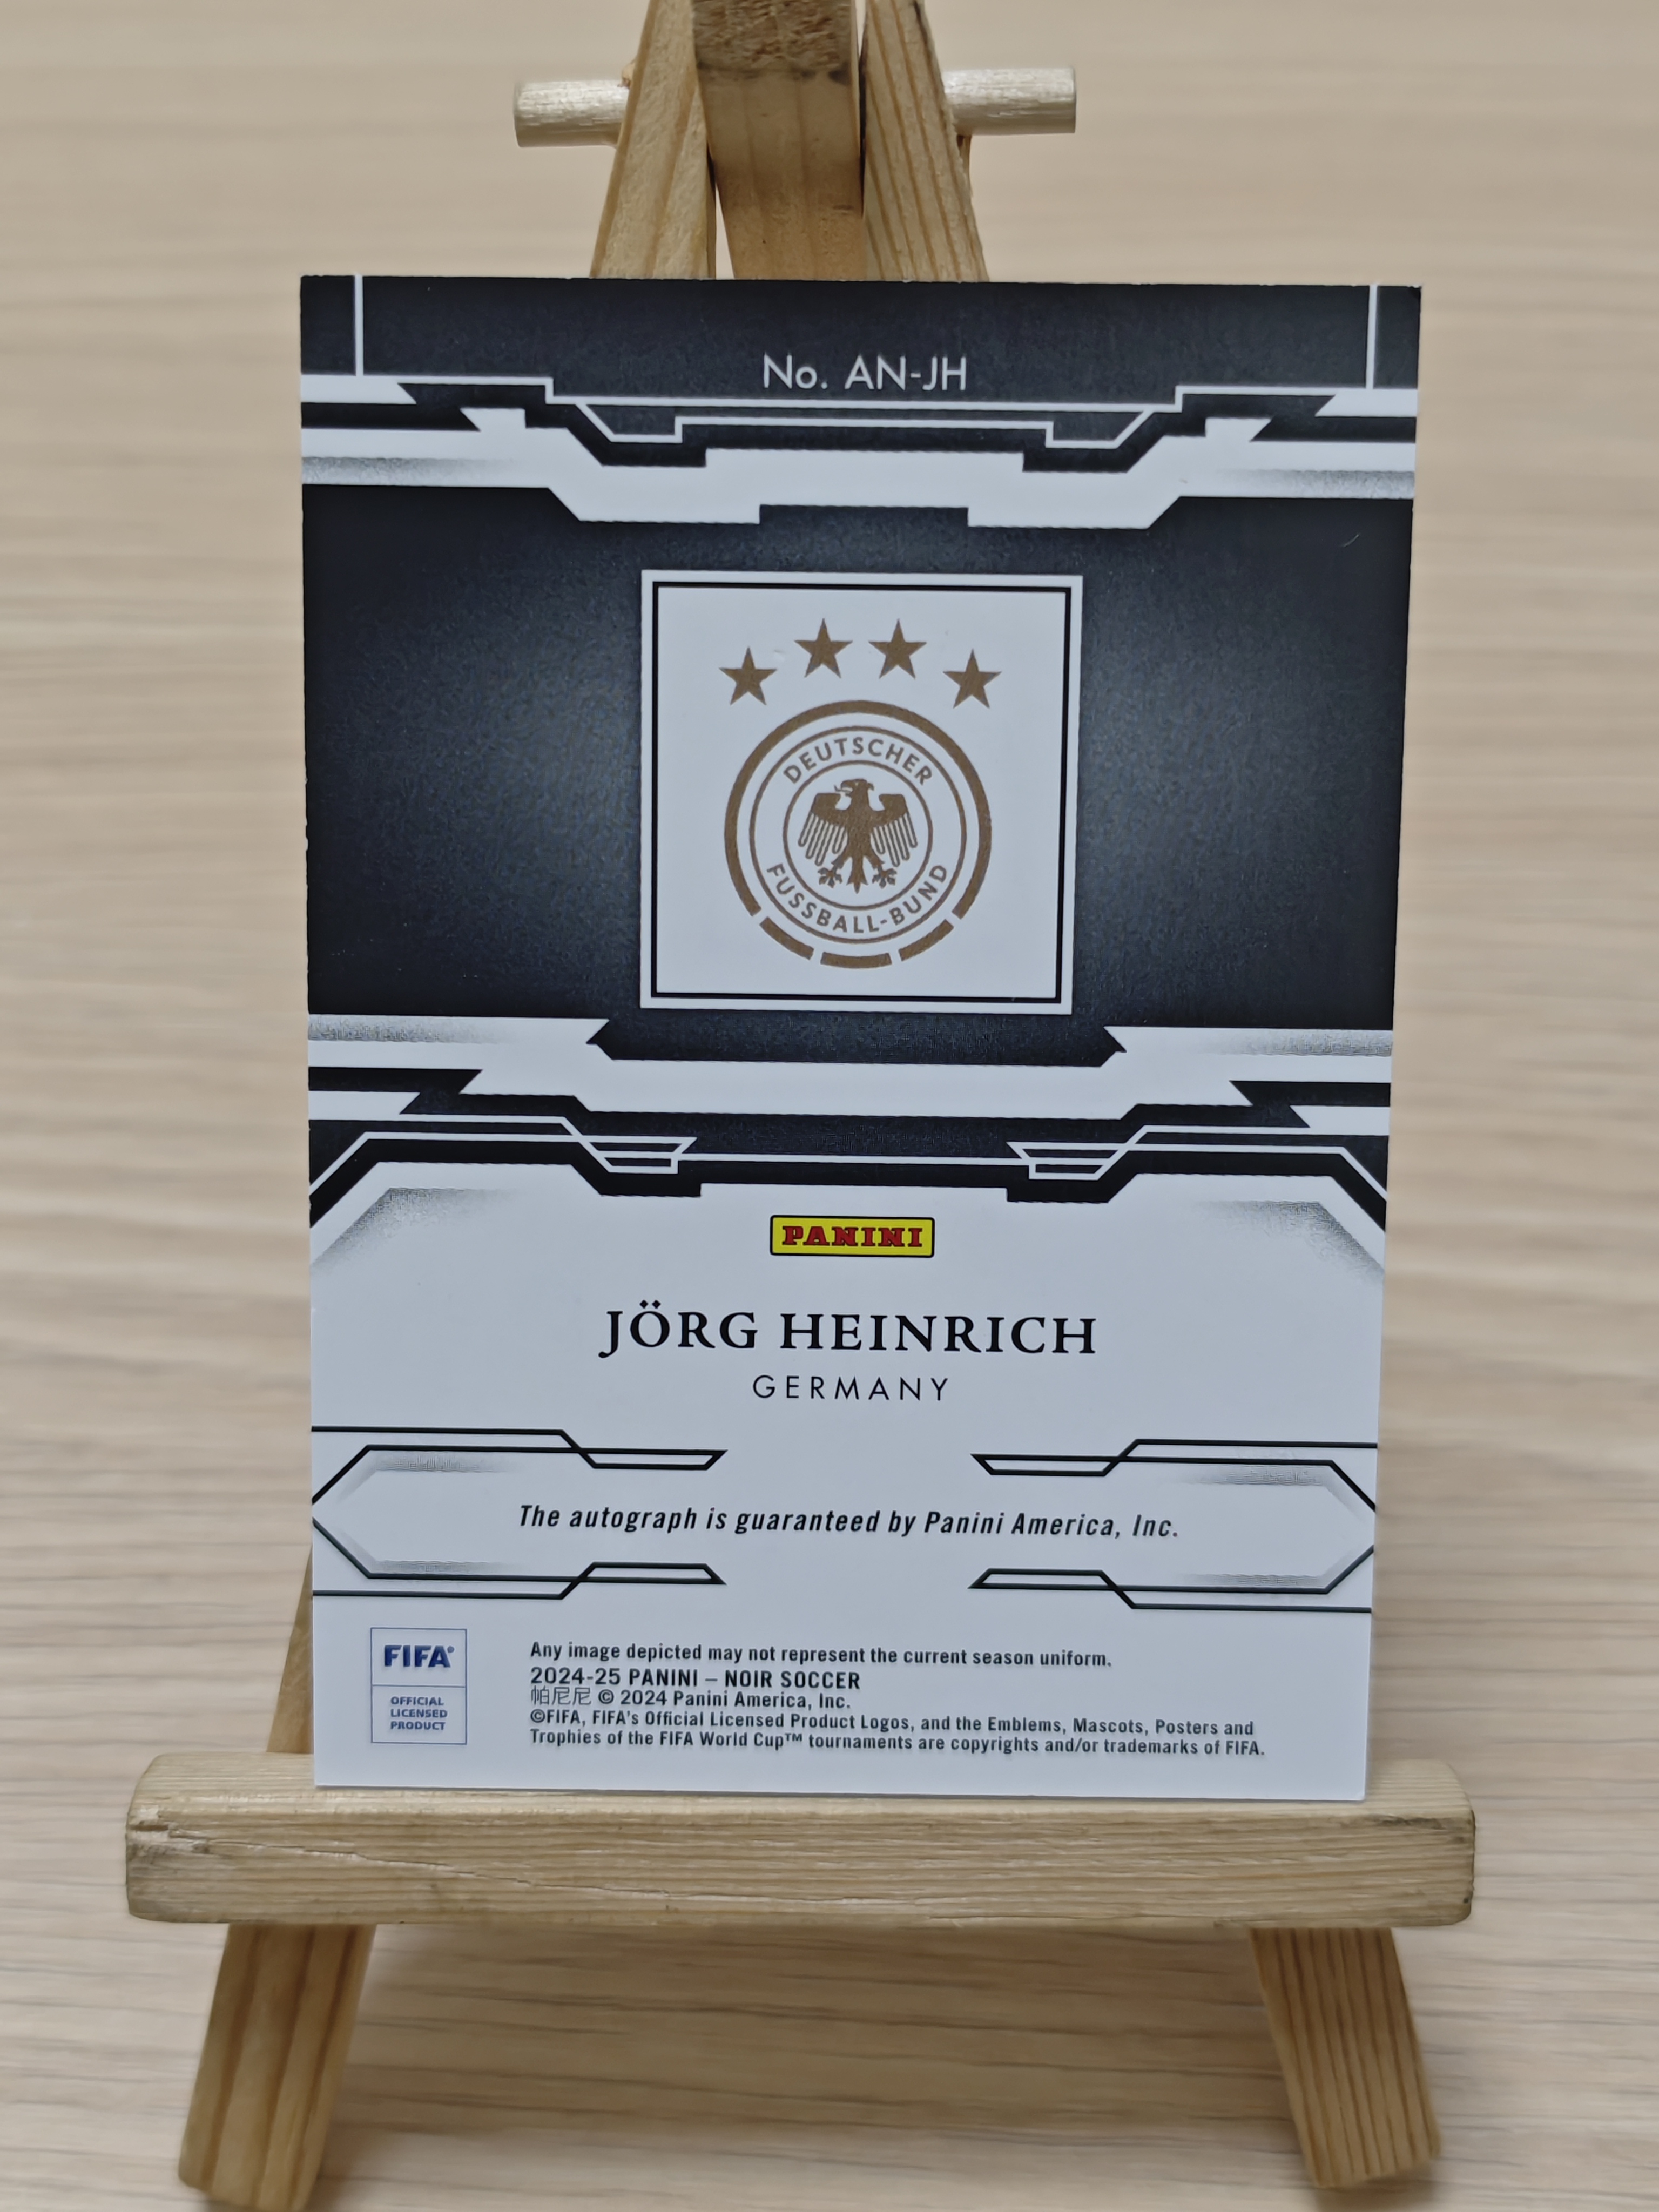 No. AN-JH
DEUTSCHER
FUSSBALL-BUND
PANINI
JÖRG HEINRICH
GERMANY
The autograph is guaranteed by Panini America, Inc.
FIFA®
OFFICIAL
LICENSED
PRODUCT
Any image depicted may not represent the current season uniform.
2024-25 PANINI – NOIR SOCCER
帕尼尼 © 2024 Panini America, Inc.
©FIFA, FIFA's Official Licensed Product Logos, and the Emblems, Mascots, Posters and
Trophies of the FIFA World Cup™ tournaments are copyrights and/or trademarks of FIFA.